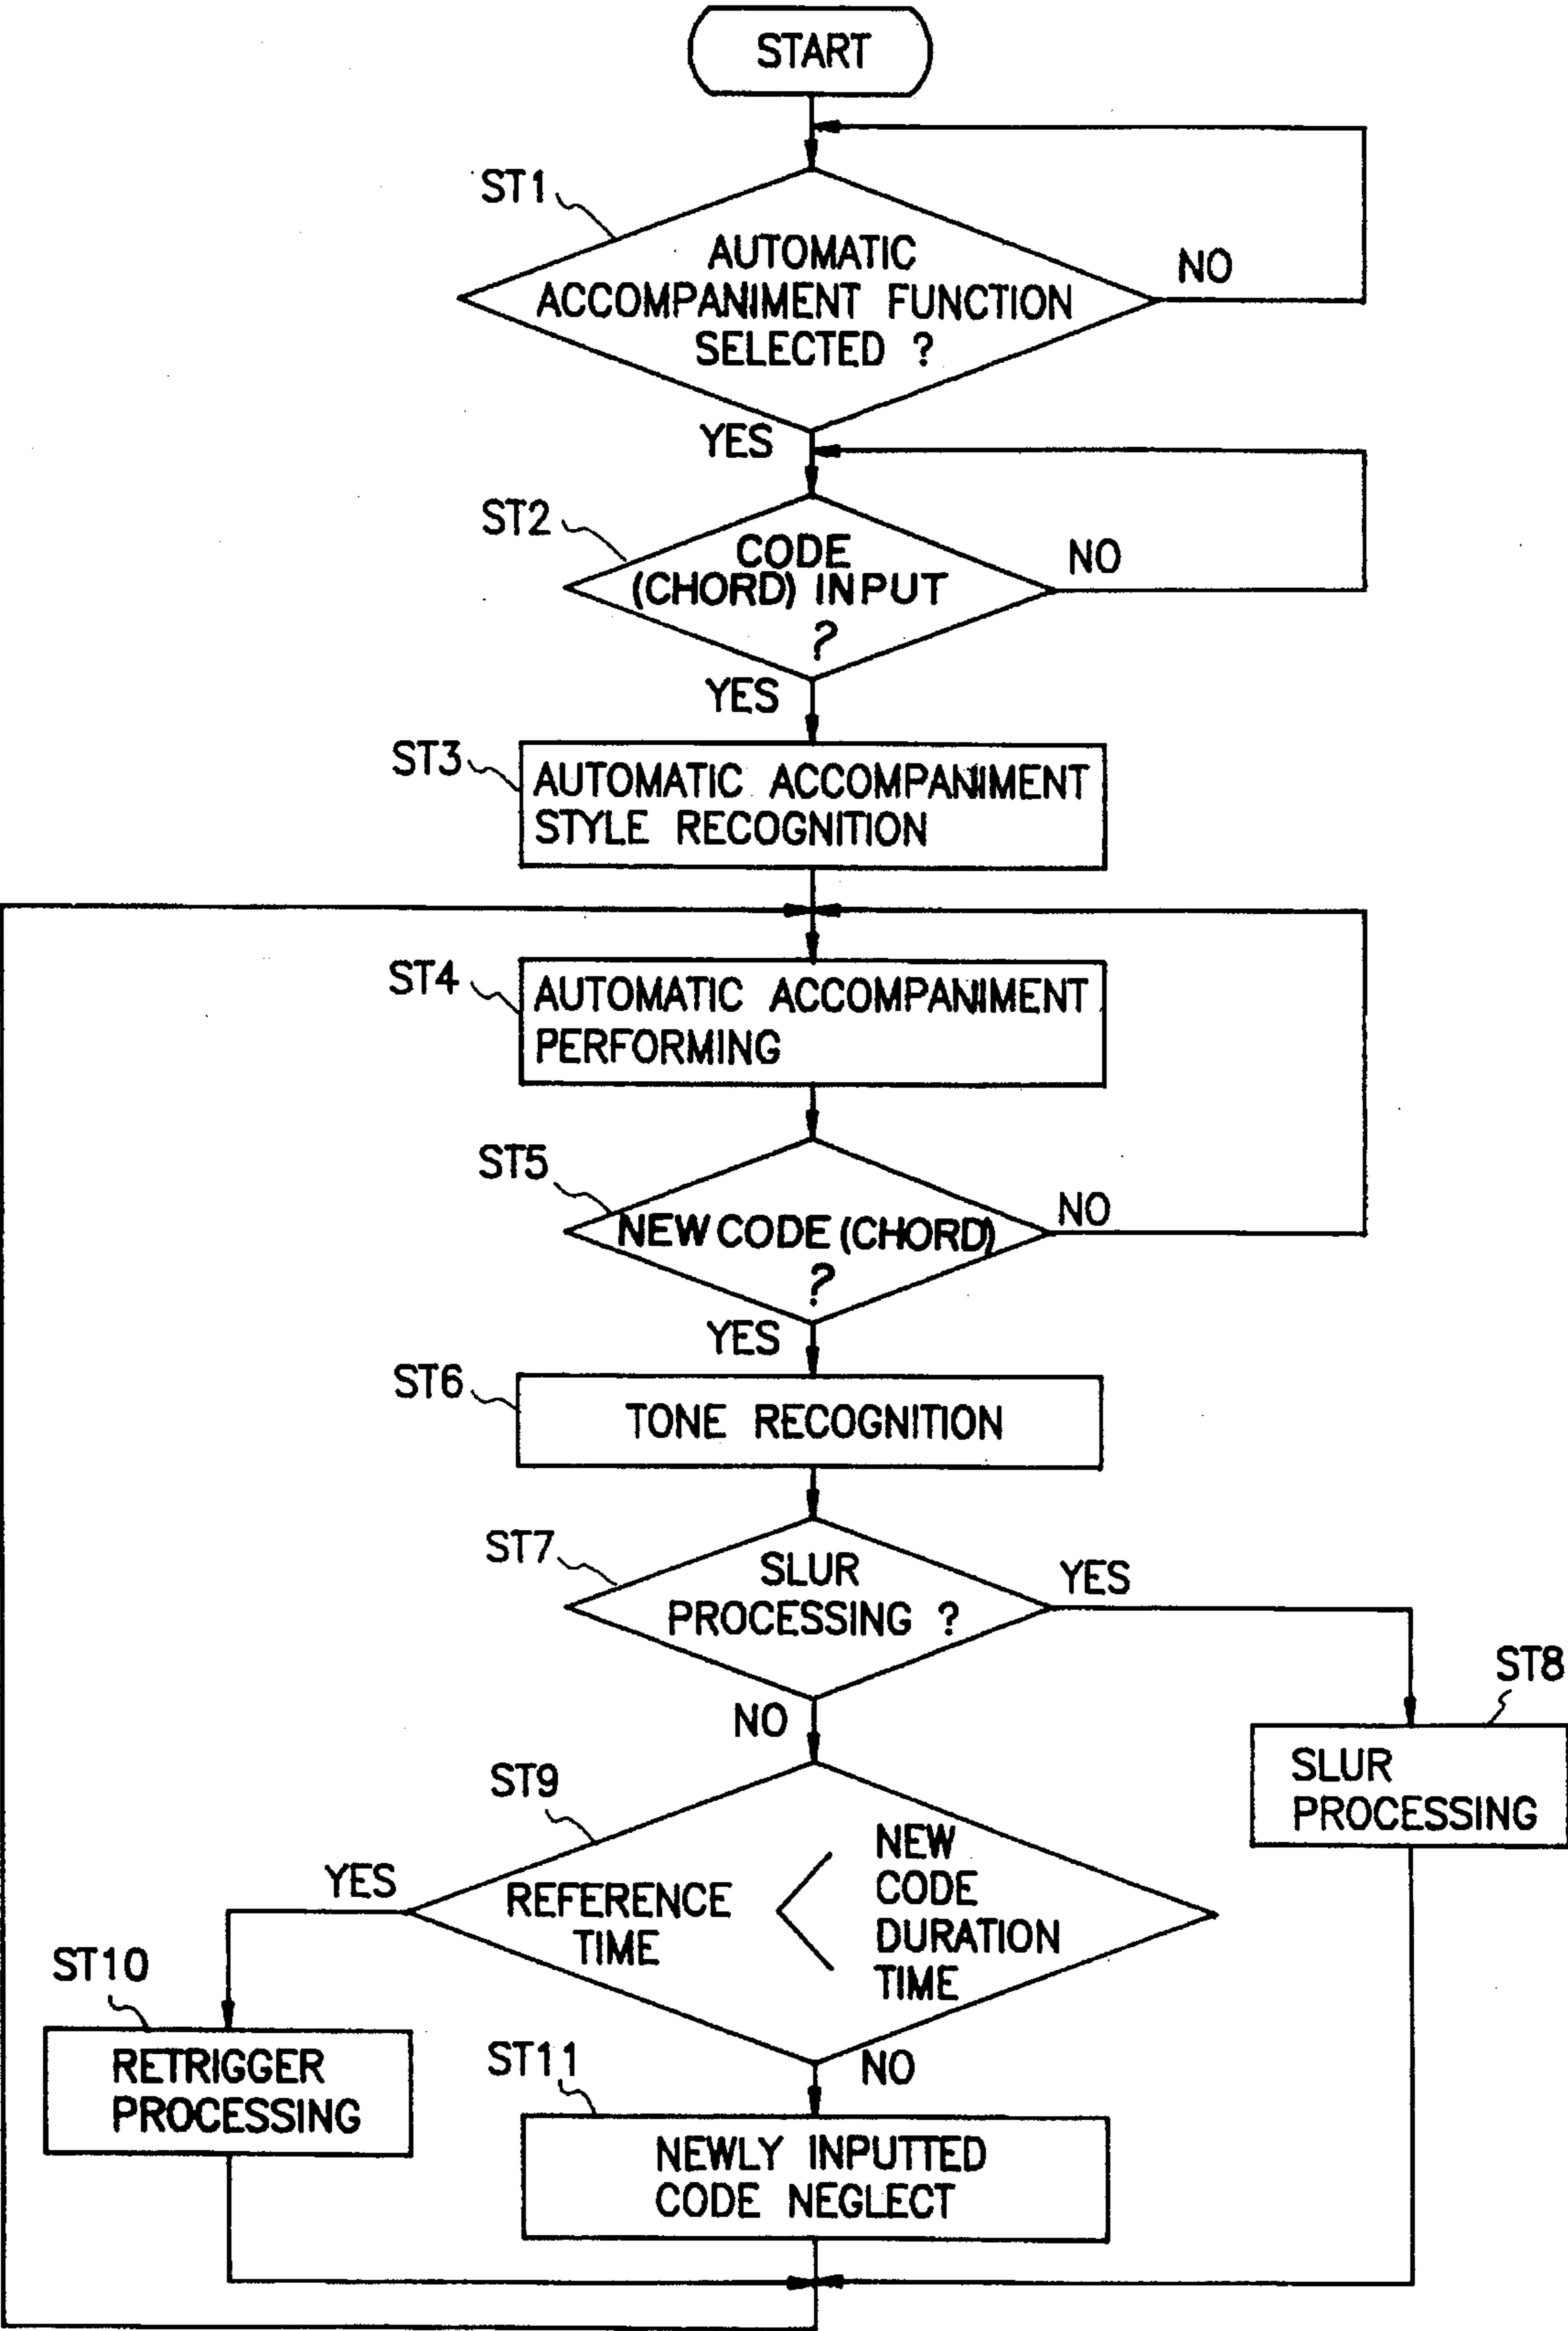 START
ST1
AUTOMATIC
ACCOMPANIMENT FUNCTION
SELECTED ?
NO
YES
ST2
CODE
(CHORD) INPUT
?
NO
YES
ST3
AUTOMATIC ACCOMPANIMENT
STYLE RECOGNITION
ST4
AUTOMATIC ACCOMPANIMENT
PERFORMING
ST5
NEW CODE (CHORD)
?
NO
YES
ST6
TONE RECOGNITION
ST7
SLUR
PROCESSING ?
YES
NO
ST8
SLUR
PROCESSING
ST9
YES
REFERENCE
TIME
<
NEW
CODE
DURATION
TIME
NO
ST10
RETRIGGER
PROCESSING
ST11
NEWLY INPUTTED
CODE NEGLECT